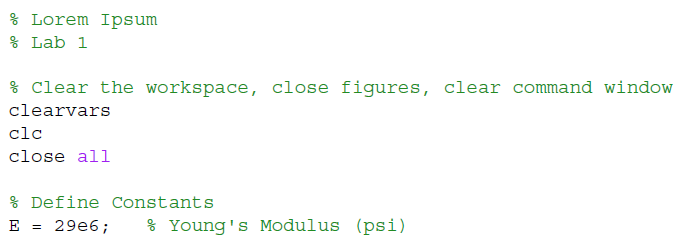 % Lorem Ipsum
% Lab 1
% Clear the workspace, close figures, clear command window
clearvars
clc
close all
% Define Constants
E = 29e6;   % Young's Modulus (psi)